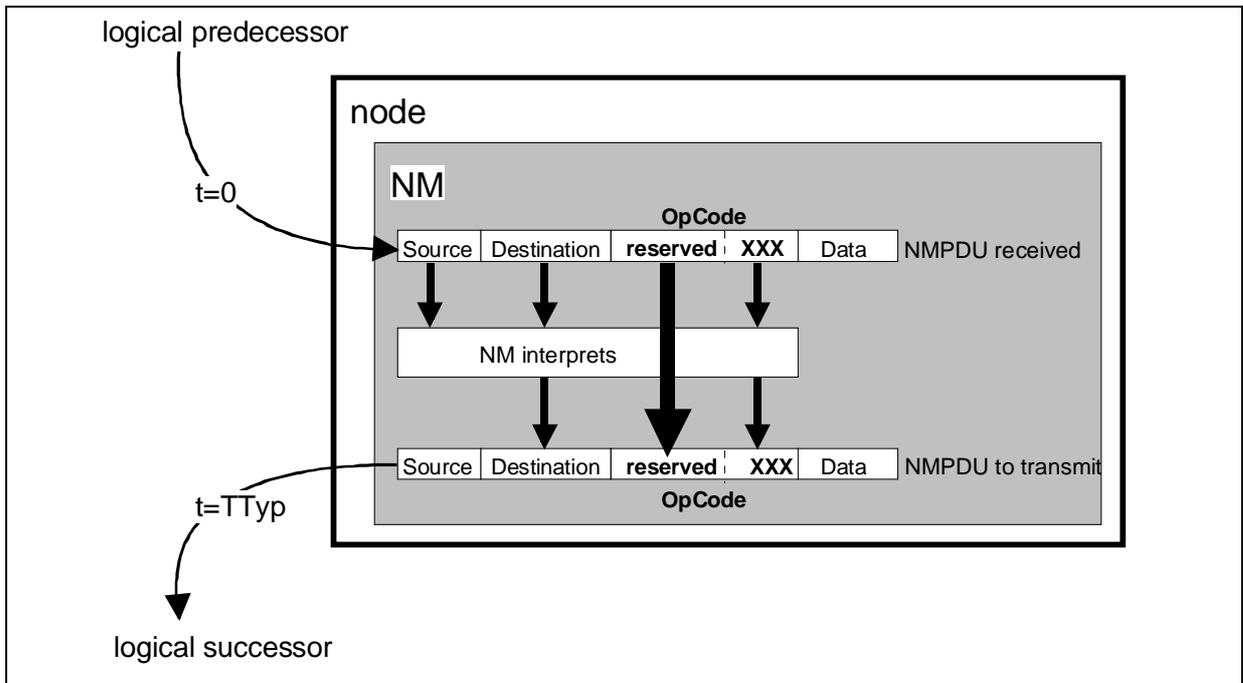 logical predecessor
node
NM
t=0
OpCode
Source Destination reserved XXX Data NMPDU received
NM interprets
Source Destination reserved XXX Data NMPDU to transmit
OpCode
t=TTyp
logical successor